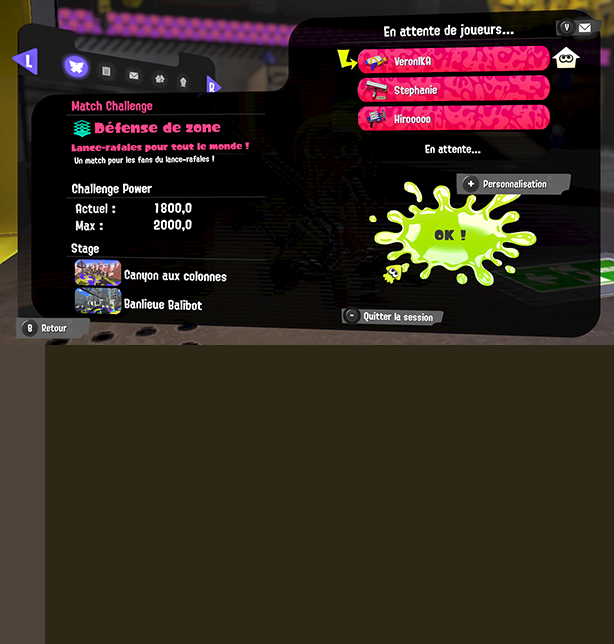 L
R
Match Challenge
Défense de zone
Lance-rafales pour tout le monde !
Un match pour les fans du lance-rafales !
Challenge Power
Actuel : 1800,0
Max : 2000,0
Stage
Canyon aux colonnes
Banlieue Balibot
B Retour
En attente de joueurs...
Y
VeronIKA
Stephanie
Hirooooo
En attente...
+ Personnalisation
OK !
- Quitter la session